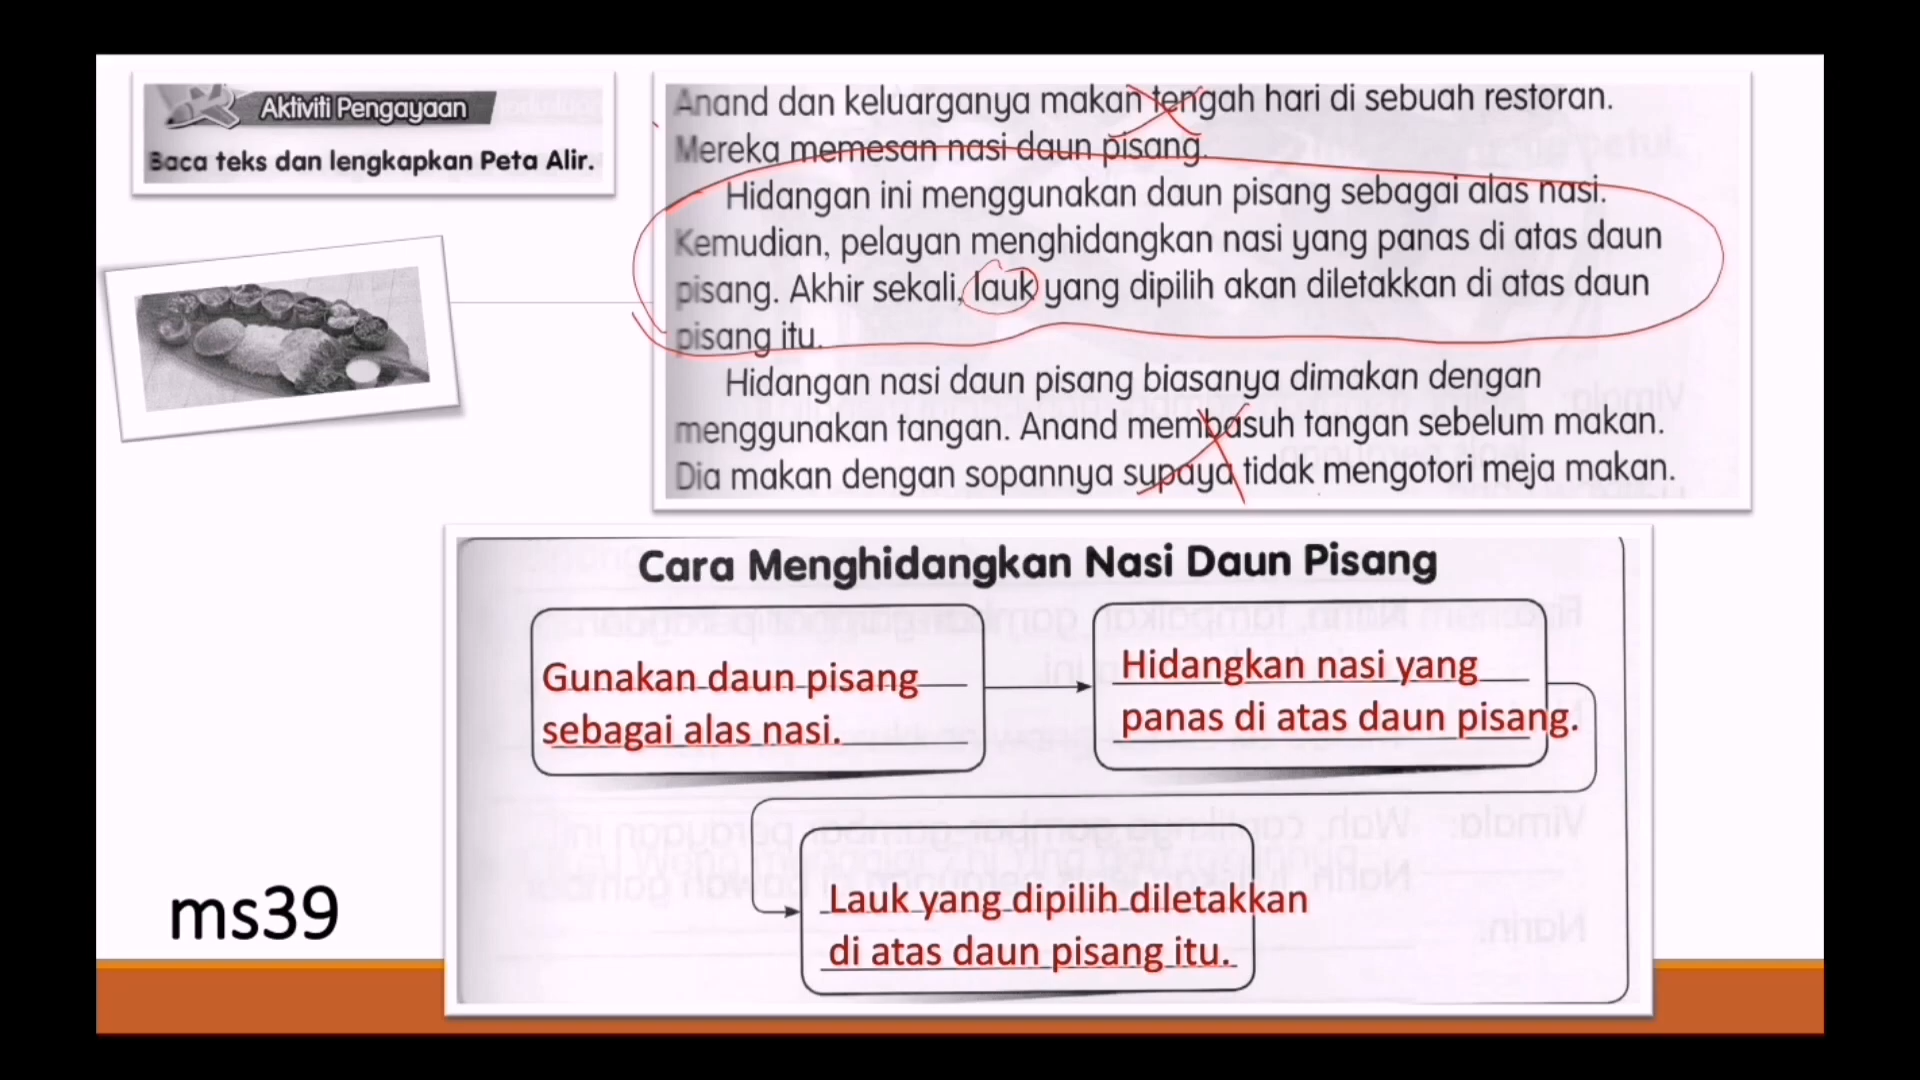 Aktiviti Pengayaan
Baca teks dan lengkapkan Peta Alir.
Anand dan keluarganya makan tengah hari di sebuah restoran.
Mereka memesan nasi daun pisang.
Hidangan ini menggunakan daun pisang sebagai alas nasi.
Kemudian, pelayan menghidangkan nasi yang panas di atas daun
pisang. Akhir sekali, lauk yang dipilih akan diletakkan di atas daun
pisang itu.
Hidangan nasi daun pisang biasanya dimakan dengan
menggunakan tangan. Anand membasuh tangan sebelum makan.
Dia makan dengan sopannya supaya tidak mengotori meja makan.
Cara Menghidangkan Nasi Daun Pisang
Gunakan daun pisang
sebagai alas nasi.
Hidangkan nasi yang
panas di atas daun pisang.
Lauk yang dipilih diletakkan
di atas daun pisang itu.
ms39